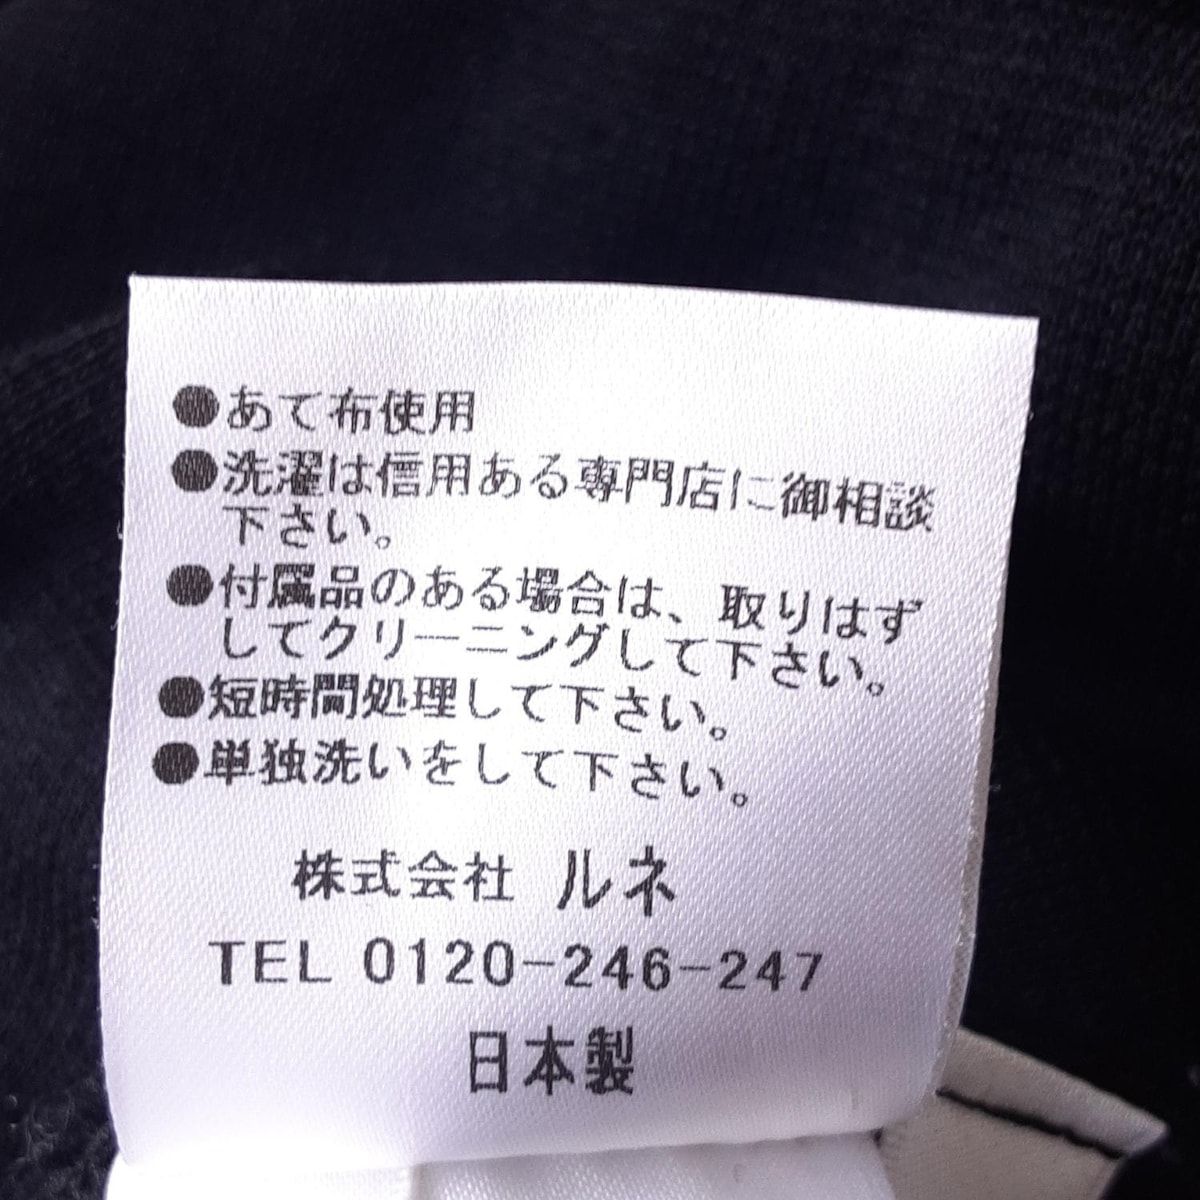 ●あて布使用
●洗濯は信用ある専門店に御相談
下さい。
●付属品のある場合は、取りはず
してクリーニングして下さい。
●短時間処理して下さい。
●単独洗いをして下さい。
株式会社 ルネ
TEL 0120-246-247
日本製